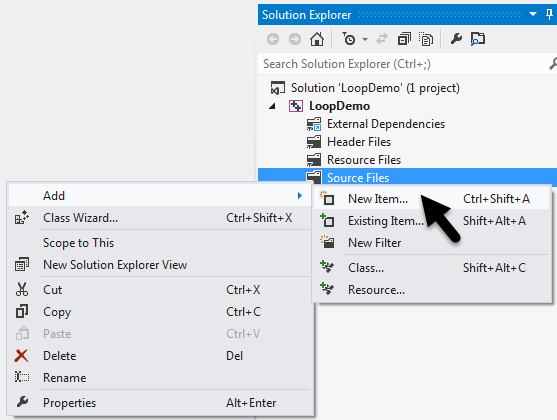 Solution Explorer
Search Solution Explorer (Ctrl+;)
Solution 'LoopDemo' (1 project)
LoopDemo
External Dependencies
Header Files
Resource Files
Source Files
Add
Class Wizard... Ctrl+Shift+X
Scope to This
New Solution Explorer View
Cut Ctrl+X
Copy Ctrl+C
Paste Ctrl+V
Delete Del
Rename
Properties Alt+Enter
New Item... Ctrl+Shift+A
Existing Item... Shift+Alt+A
New Filter
Class... Shift+Alt+C
Resource...